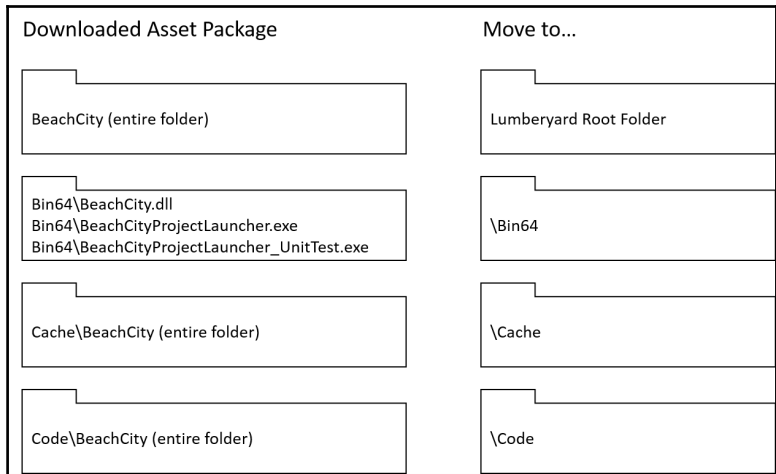 Downloaded Asset Package
Move to...
BeachCity (entire folder)
Lumberyard Root Folder
Bin64\BeachCity.dll
Bin64\BeachCityProjectLauncher.exe
Bin64\BeachCityProjectLauncher_UnitTest.exe
\Bin64
Cache\BeachCity (entire folder)
\Cache
Code\BeachCity (entire folder)
\Code